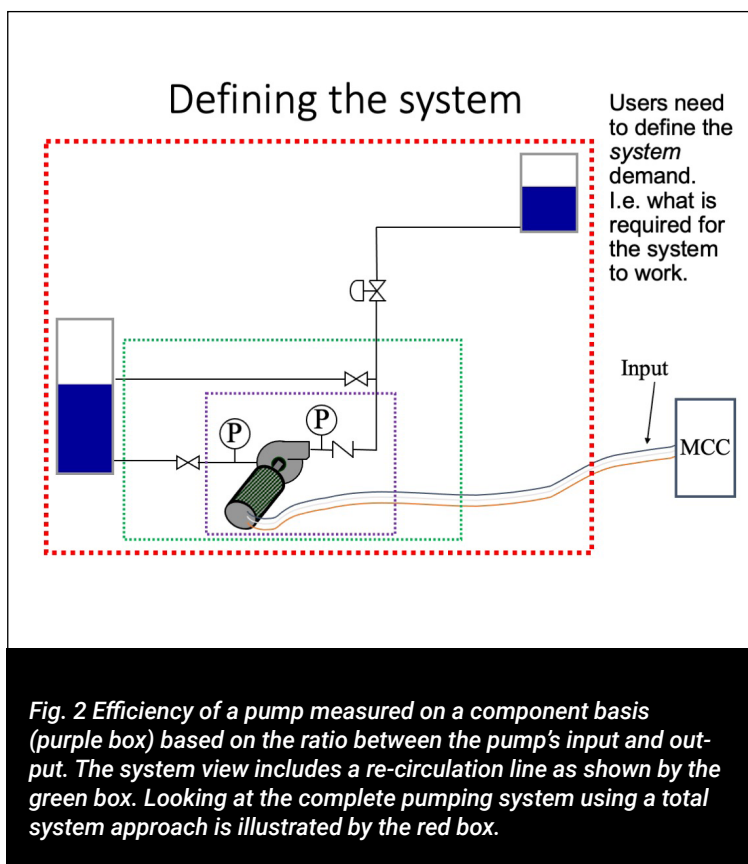 Defining the system
Users need
to define the
system
demand.
I.e. what is
required for
the system
to work.
Input
MCC
P
P
Fig. 2 Efficiency of a pump measured on a component basis
(purple box) based on the ratio between the pump's input and out-
put. The system view includes a re-circulation line as shown by the
green box. Looking at the complete pumping system using a total
system approach is illustrated by the red box.